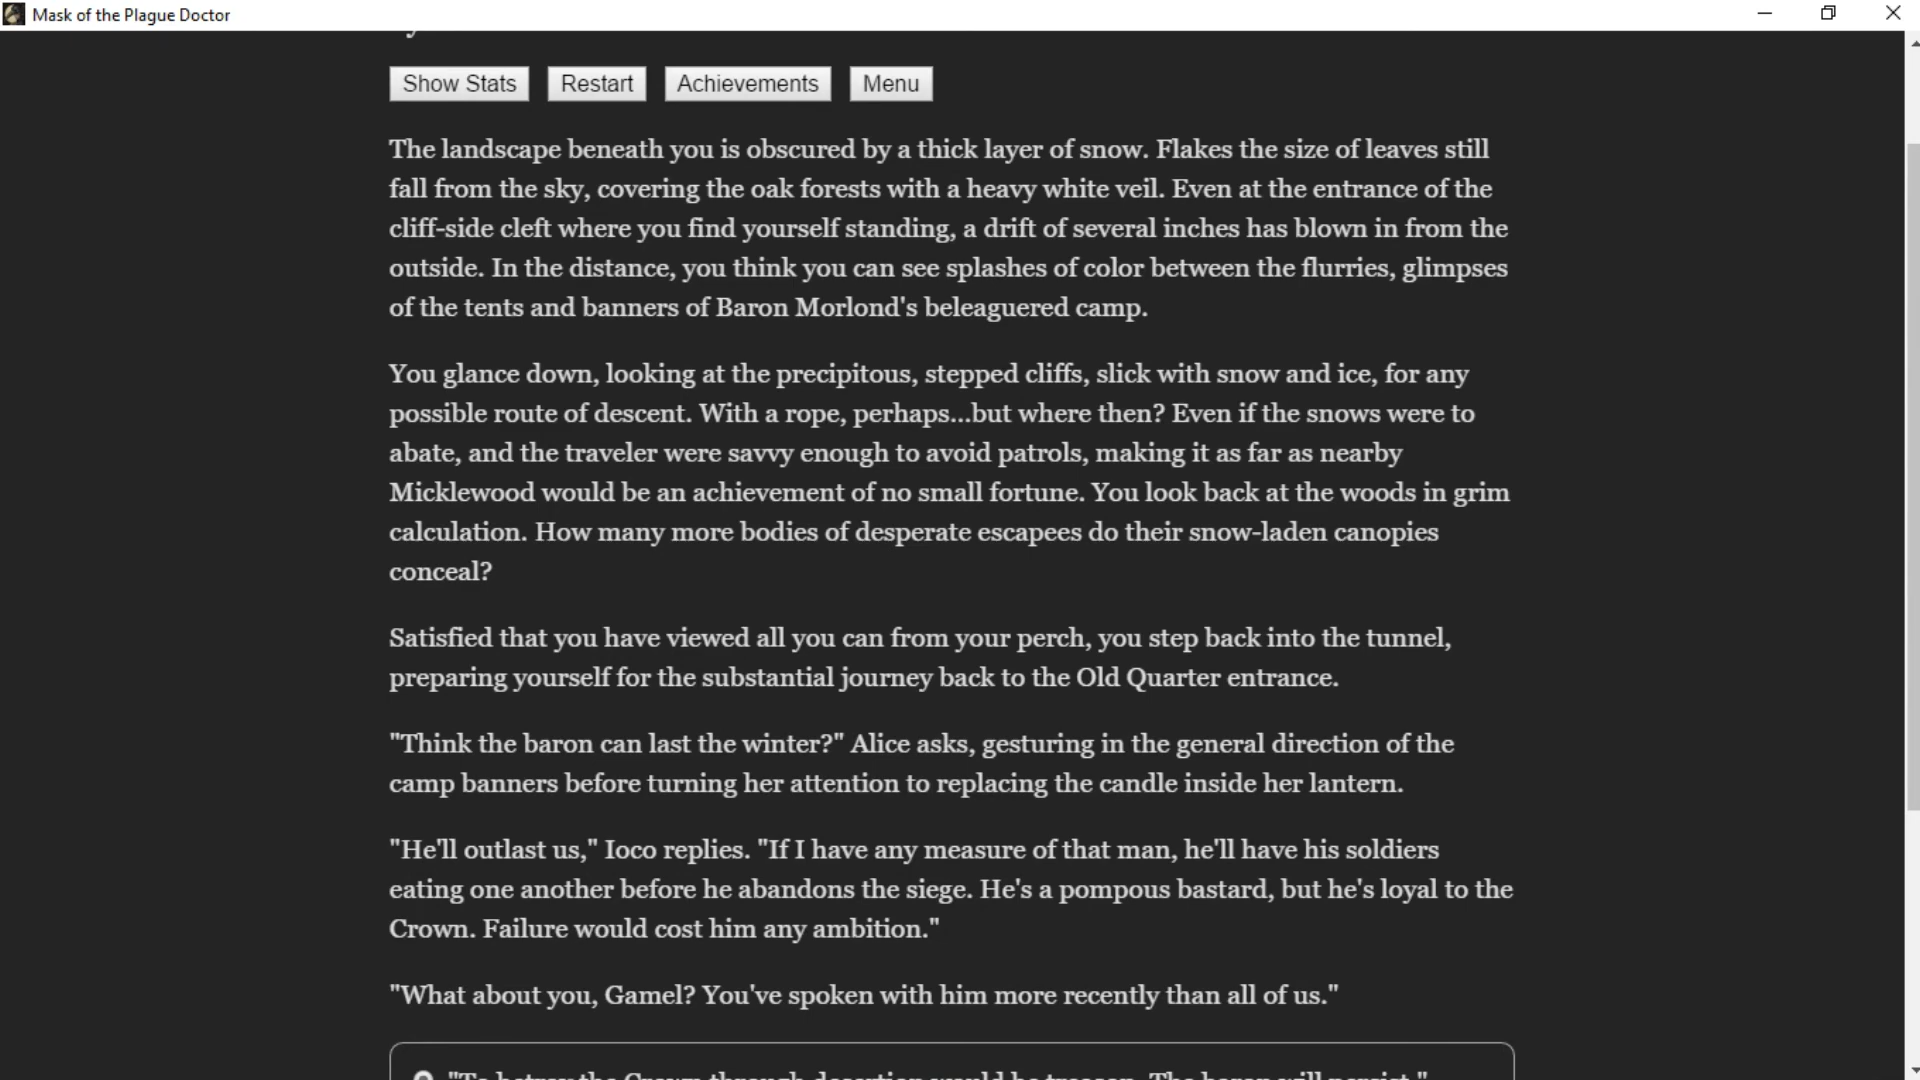 Mask of the Plague Doctor
Show Stats Restart Achievements Menu
The landscape beneath you is obscured by a thick layer of snow. Flakes the size of leaves still
fall from the sky, covering the oak forests with a heavy white veil. Even at the entrance of the
cliff-side cleft where you find yourself standing, a drift of several inches has blown in from the
outside. In the distance, you think you can see splashes of color between the flurries, glimpses
of the tents and banners of Baron Morlond's beleaguered camp.
You glance down, looking at the precipitous, stepped cliffs, slick with snow and ice, for any
possible route of descent. With a rope, perhaps...but where then? Even if the snows were to
abate, and the traveler were savvy enough to avoid patrols, making it as far as nearby
Micklewood would be an achievement of no small fortune. You look back at the woods in grim
calculation. How many more bodies of desperate escapees do their snow-laden canopies
conceal?
Satisfied that you have viewed all you can from your perch, you step back into the tunnel,
preparing yourself for the substantial journey back to the Old Quarter entrance.
"Think the baron can last the winter?" Alice asks, gesturing in the general direction of the
camp banners before turning her attention to replacing the candle inside her lantern.
"He'll outlast us," Ioco replies. "If I have any measure of that man, he'll have his soldiers
eating one another before he abandons the siege. He's a pompous bastard, but he's loyal to the
Crown. Failure would cost him any ambition."
"What about you, Gamel? You've spoken with him more recently than all of us."
"To betray the Crown through desertion would be treason. The baron will persist."